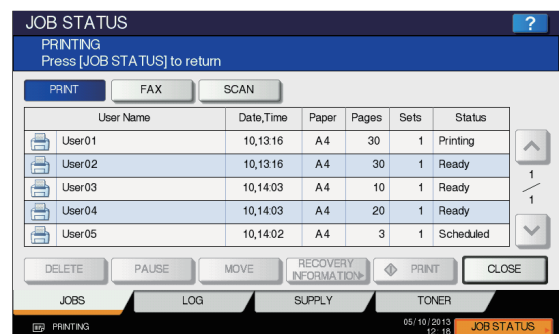 JOB STATUS ?
PRINTING
Press [JOB STATUS] to return
PRINT FAX SCAN
User Name Date,Time Paper Pages Sets Status
User01 10,13:16 A4 30 1 Printing
User02 10,13:16 A4 30 1 Ready
User03 10,14:03 A4 10 1 Ready
User04 10,14:03 A4 20 1 Ready
User05 10,14:02 A4 3 1 Scheduled
1
1
DELETE PAUSE MOVE RECOVERY INFORMATION PRINT CLOSE
JOBS LOG SUPPLY TONER
PRINTING 05/10/2013 12:18 JOB STATUS